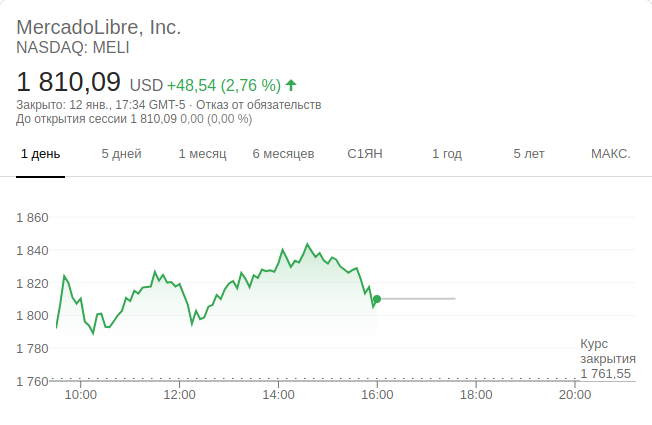 MercadoLibre, Inc.
NASDAQ: MELI
1 810,09 USD +48,54 (2,76 %)
Закрыто: 12 янв., 17:34 GMT-5 · Отказ от обязательств
До открытия сессии 1 810,09 0,00 (0,00 %)
1 день 5 дней 1 месяц 6 месяцев С1ЯН 1 год 5 лет МАКС.
1 860
1 840
1 820
1 800
1 780
1 760
Курс
закрытия
1 761,55
10:00 12:00 14:00 16:00 18:00 20:00